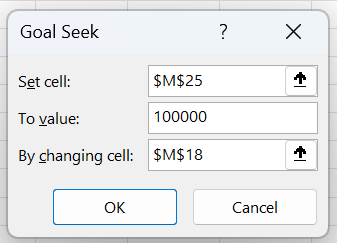 Goal Seek ?
Set cell: $M$25
To value: 100000
By changing cell: $M$18
OK Cancel